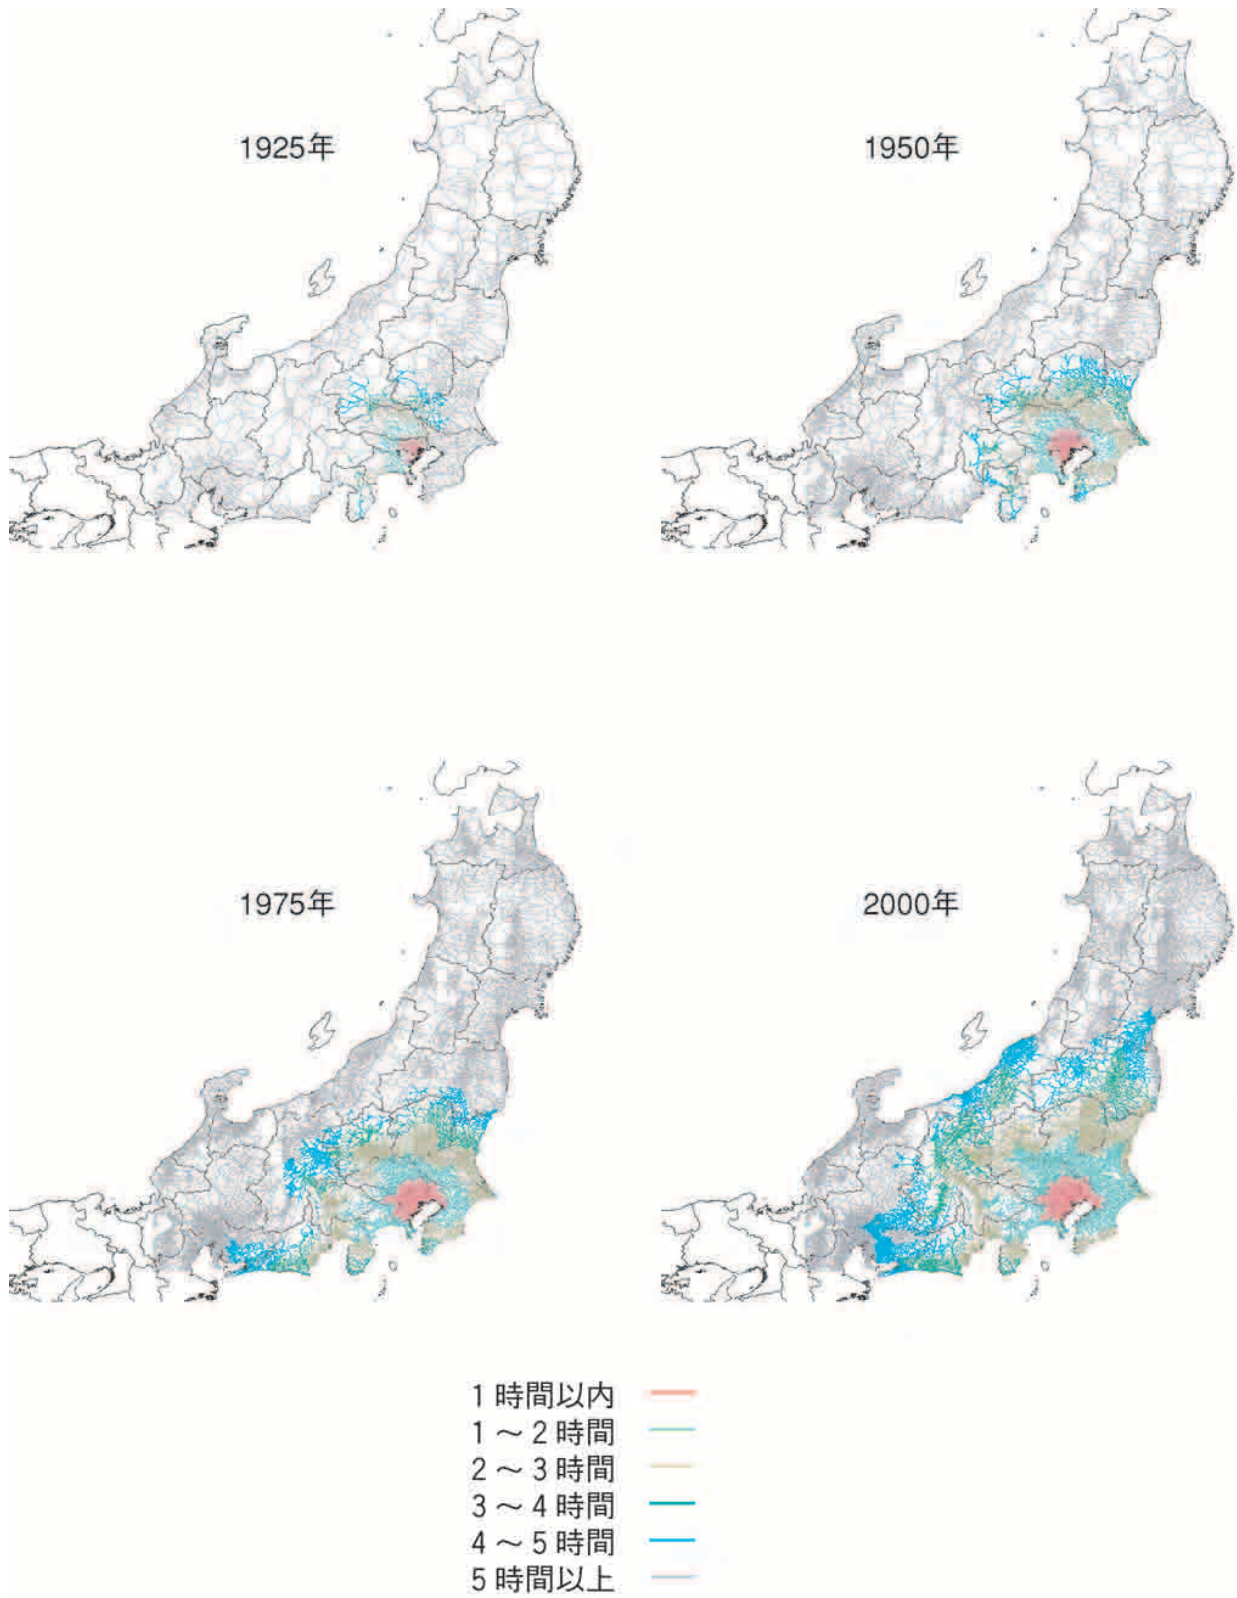 1925年
1950年
1975年
2000年
1時間以内
1～2時間
2～3時間
3～4時間
4～5時間
5時間以上